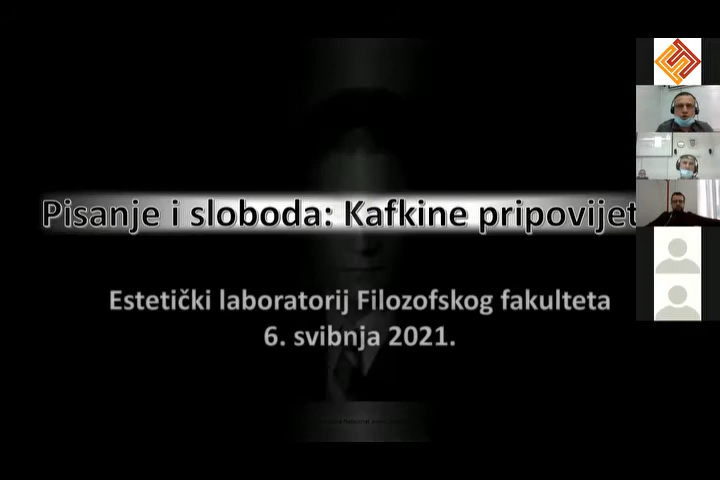 Pisanje i sloboda: Kafkine pripovijet
Estetički laboratorij Filozofskog fakulteta
6. svibnja 2021.